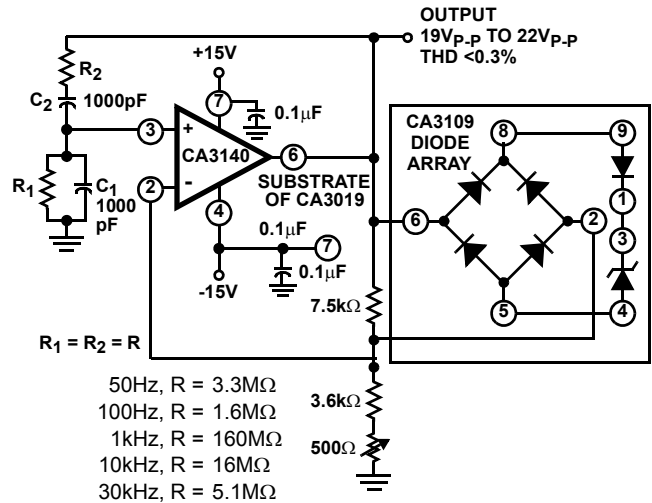 OUTPUT
19VP-P TO 22VP-P
THD <0.3%
+15V
R2
C2
1000pF
7
0.1µF
3
+
CA3140
6
2
-
4
SUBSTRATE
OF CA3019
R1
C1
1000
pF
0.1µF
7
0.1µF
-15V
CA3109
DIODE
ARRAY
8
9
1
6
2
3
5
4
7.5kΩ
R1 = R2 = R
50Hz, R = 3.3MΩ
100Hz, R = 1.6MΩ
1kHz, R = 160MΩ
10kHz, R = 16MΩ
30kHz, R = 5.1MΩ
3.6kΩ
500Ω